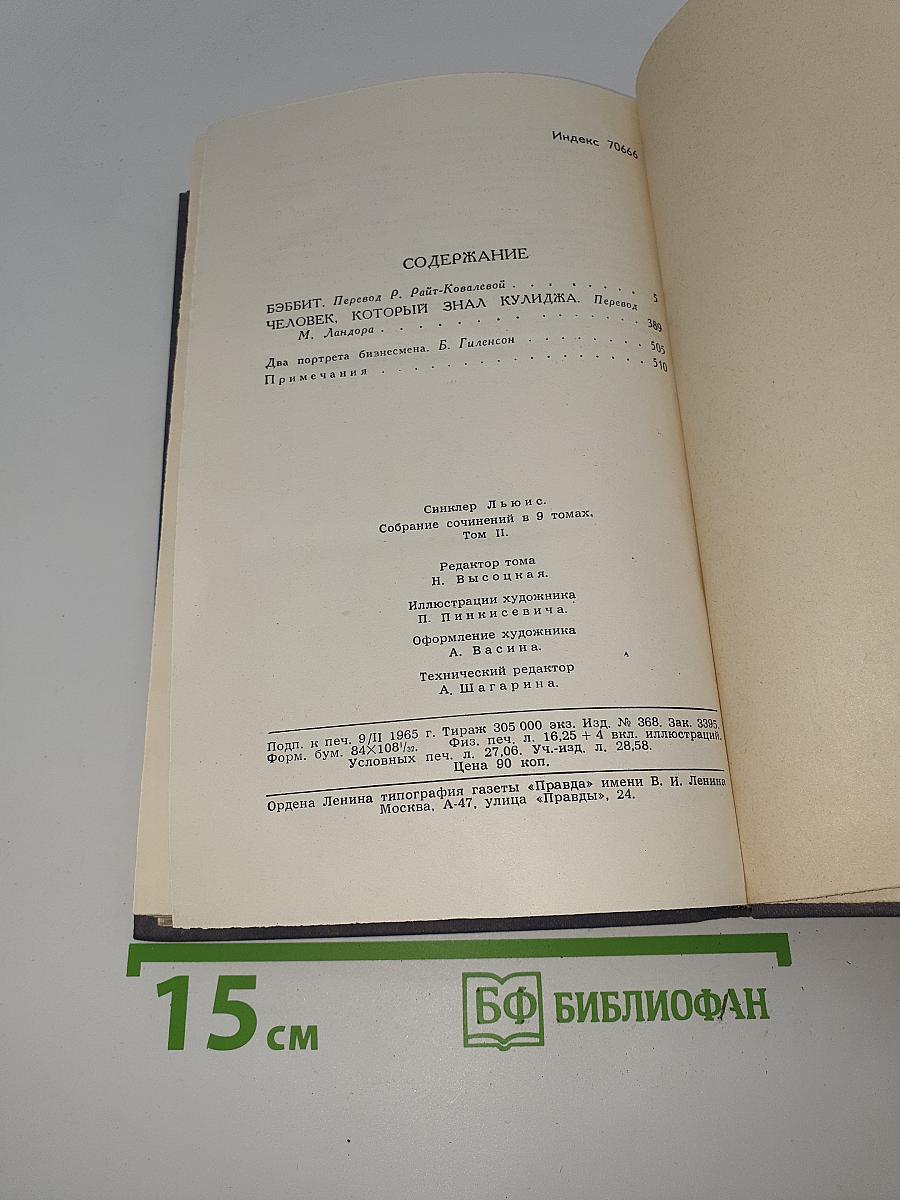 Индекс 70666
СОДЕРЖАНИЕ
БЭББИТ. Перевод Р. Райт-Ковалевой . . . . . . . . 5
ЧЕЛОВЕК, КОТОРЫЙ ЗНАЛ КУЛИДЖА. Перевод
М. Ландора . . . . . . . . . . . . . . . 389
Два портрета бизнесмена. Б. Гиленсон . . . . . . . . 505
Примечания . . . . . . . . . . . . . . . 510
Синклер Льюис.
Собрание сочинений в 9 томах.
Том II.
Редактор тома
Н. Высоцкая.
Иллюстрации художника
П. Пинкисевича.
Оформление художника
А. Васина.
Технический редактор
А. Шагарина.
Подп. к печ. 9/II 1965 г. Тираж 305 000 экз. Изд. № 368. Зак. 3395.
Форм. бум. 84×108¹/₃₂. Физ. печ. л. 16,25 + 4 вкл. иллюстраций.
Условных печ. л. 27,06. Уч.-изд. л. 28,58.
Цена 90 коп.
Ордена Ленина типография газеты «Правда» имени В. И. Ленина
Москва, А-47, улица «Правды», 24.
15 см
БФ БИБЛИОФАН